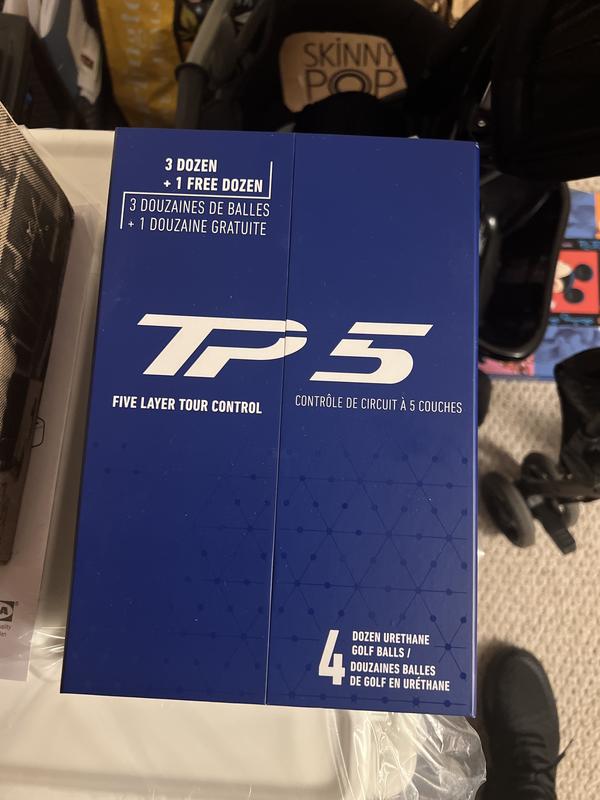 SKINNY
POP
3 DOZEN
+ 1 FREE DOZEN
3 DOUZAINES DE BALLES
+ 1 DOUZAINE GRATUITE
TP5
FIVE LAYER TOUR CONTROL
CONTRÔLE DE CIRCUIT À 5 COUCHES
4 DOZEN URETHANE
GOLF BALLS /
DOUZAINES BALLES
DE GOLF EN URÉTHANE